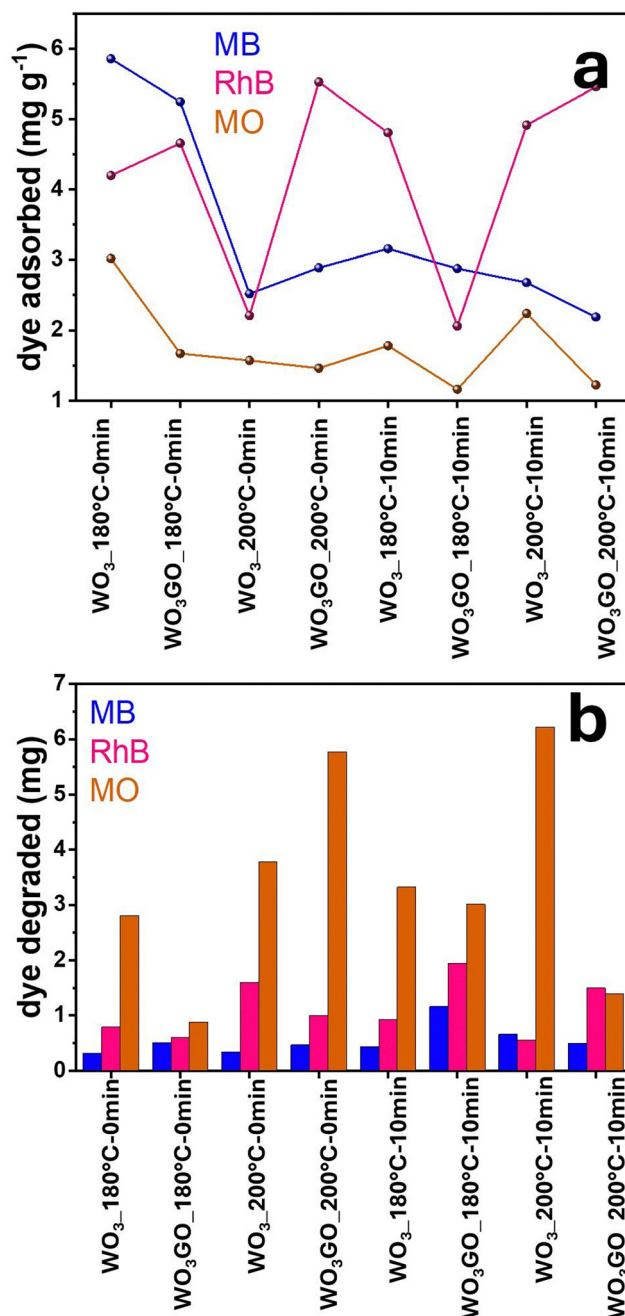 a
MB
RhB
MO
dye adsorbed (mg g⁻¹)
6
5
4
3
2
1
WO₃_180°C-0min
WO₃GO_180°C-0min
WO₃_200°C-0min
WO₃GO_200°C-0min
WO₃_180°C-10min
WO₃GO_180°C-10min
WO₃_200°C-10min
WO₃GO_200°C-10min
b
MB
RhB
MO
dye degraded (mg)
7
6
5
4
3
2
1
0
WO₃_180°C-0min
WO₃GO_180°C-0min
WO₃_200°C-0min
WO₃GO_200°C-0min
WO₃_180°C-10min
WO₃GO_180°C-10min
WO₃_200°C-10min
WO₃GO_200°C-10min